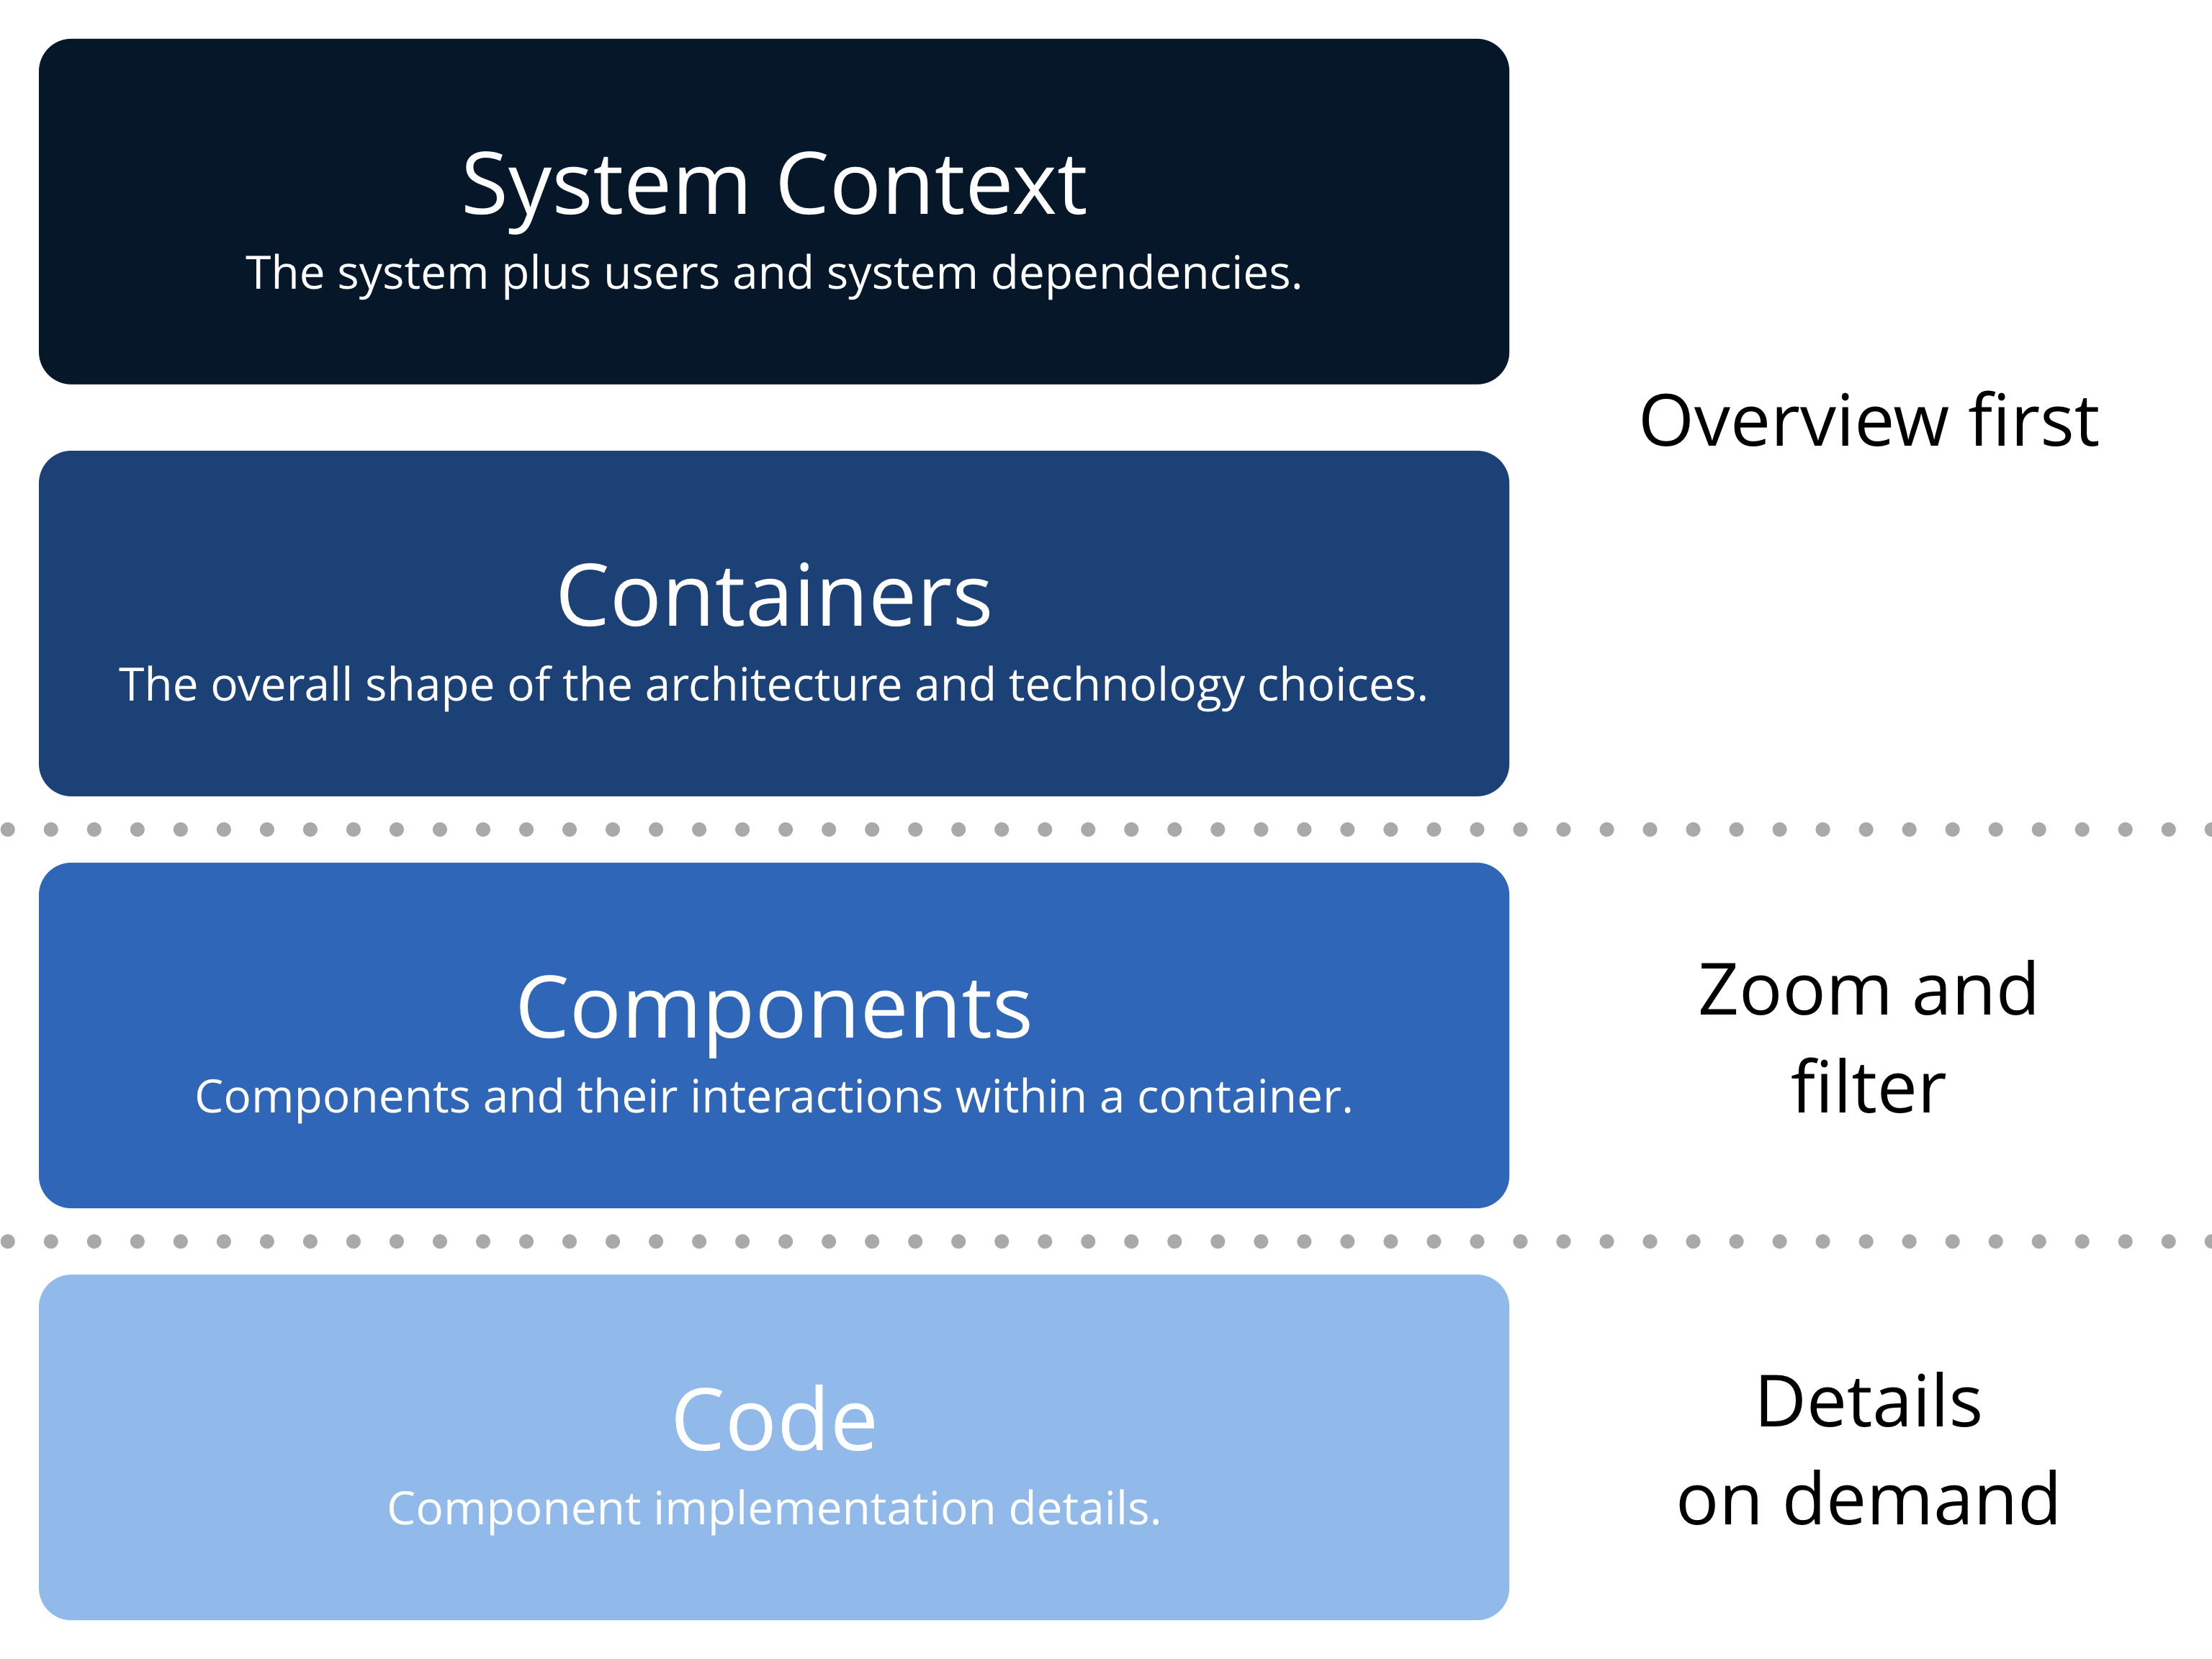 System Context
The system plus users and system dependencies.
Overview first
Containers
The overall shape of the architecture and technology choices.
Components
Components and their interactions within a container.
Zoom and
filter
Code
Component implementation details.
Details
on demand